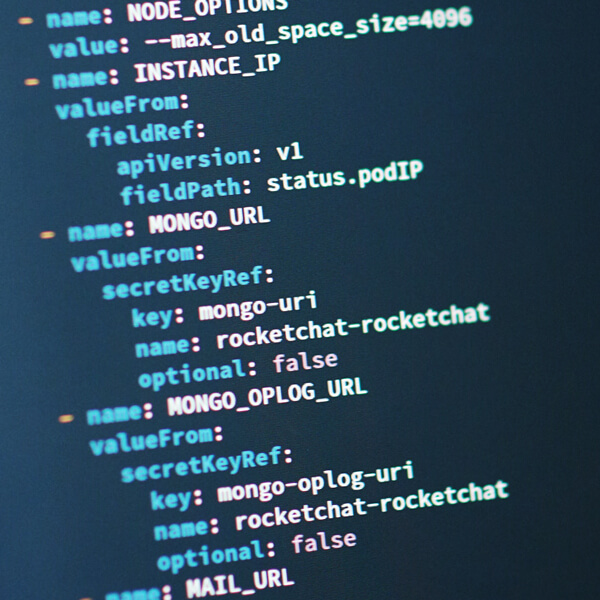 - name: NODE_OPTIONS
value: --max_old_space_size=4096
- name: INSTANCE_IP
valueFrom:
fieldRef:
apiVersion: v1
fieldPath: status.podIP
- name: MONGO_URL
valueFrom:
secretKeyRef:
key: mongo-uri
name: rocketchat-rocketchat
optional: false
- name: MONGO_OPLOG_URL
valueFrom:
secretKeyRef:
key: mongo-oplog-uri
name: rocketchat-rocketchat
optional: false
- name: MAIL_URL